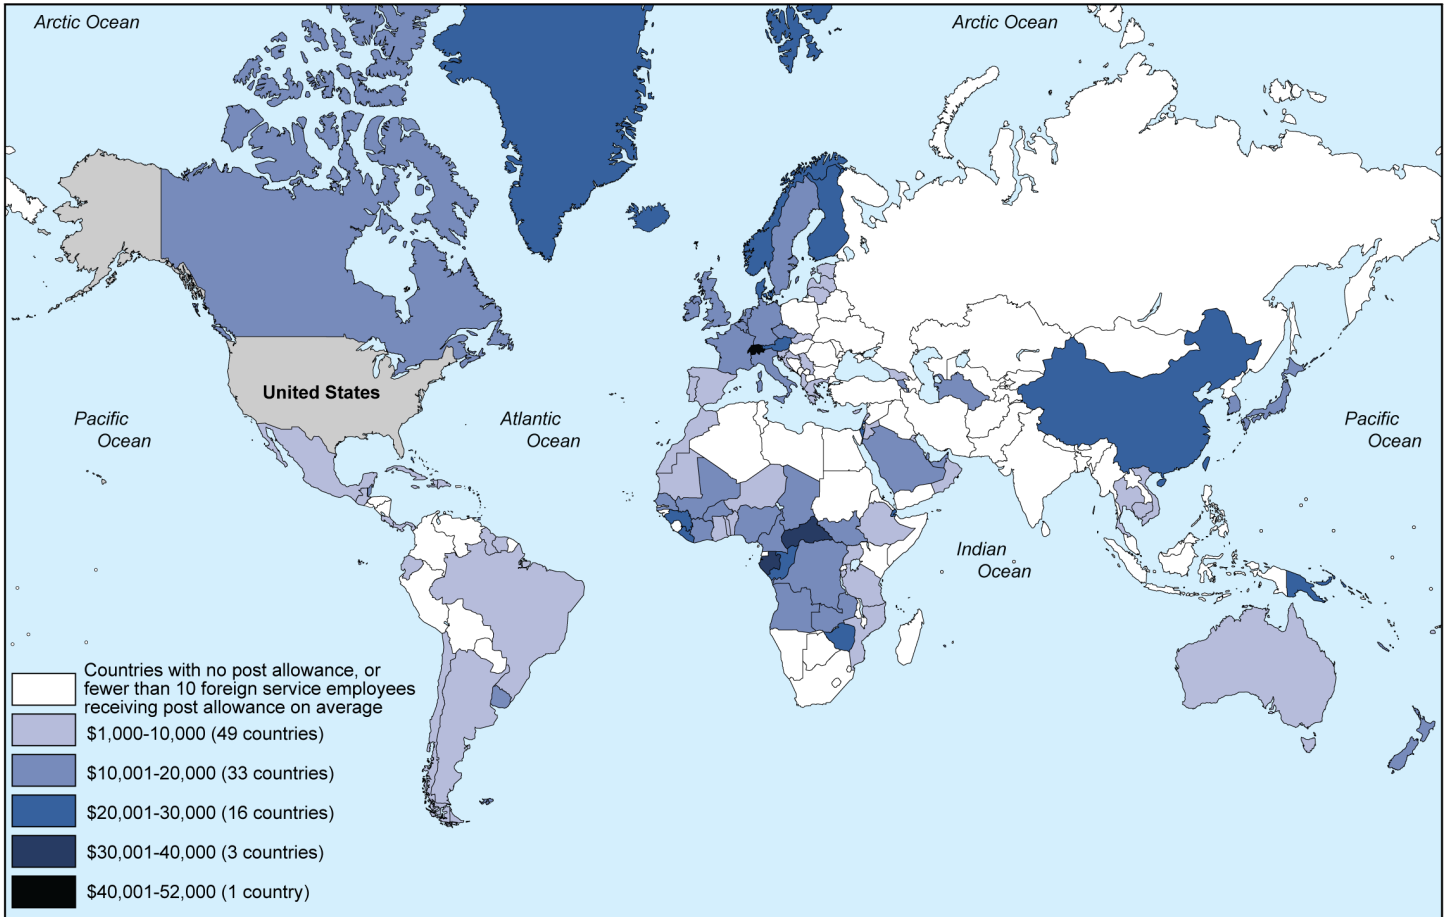 Arctic Ocean
Arctic Ocean
United States
Pacific
Ocean
Atlantic
Ocean
Pacific
Ocean
Indian
Ocean
Countries with no post allowance, or
fewer than 10 foreign service employees
receiving post allowance on average
$1,000-10,000 (49 countries)
$10,001-20,000 (33 countries)
$20,001-30,000 (16 countries)
$30,001-40,000 (3 countries)
$40,001-52,000 (1 country)